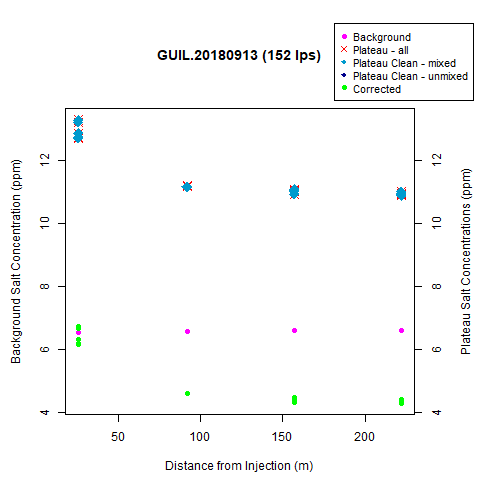 GUIL.20180913 (152 lps)
Background
Plateau - all
Plateau Clean - mixed
Plateau Clean - unmixed
Corrected
Background Salt Concentration (ppm)
12
10
8
6
4
12
10
8
6
4
Plateau Salt Concentrations (ppm)
50 100 150 200
Distance from Injection (m)